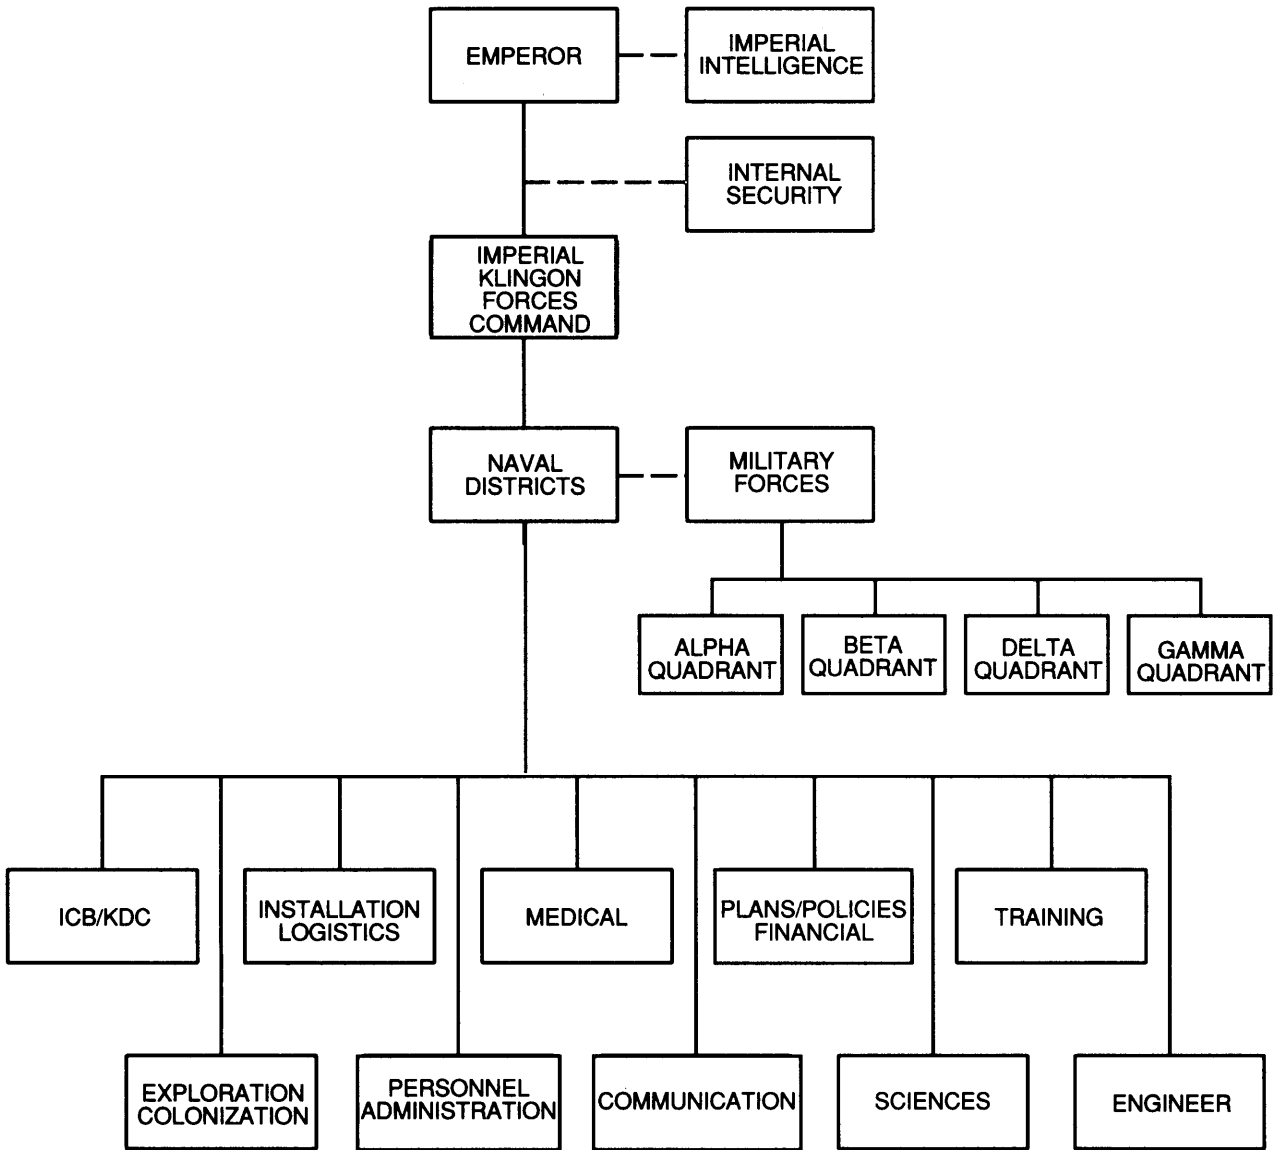 EMPEROR
IMPERIAL
INTELLIGENCE
INTERNAL
SECURITY
IMPERIAL
KLINGON
FORCES
COMMAND
NAVAL
DISTRICTS
MILITARY
FORCES
ALPHA
QUADRANT
BETA
QUADRANT
DELTA
QUADRANT
GAMMA
QUADRANT
ICB/KDC
INSTALLATION
LOGISTICS
MEDICAL
PLANS/POLICIES
FINANCIAL
TRAINING
EXPLORATION
COLONIZATION
PERSONNEL
ADMINISTRATION
COMMUNICATION
SCIENCES
ENGINEER